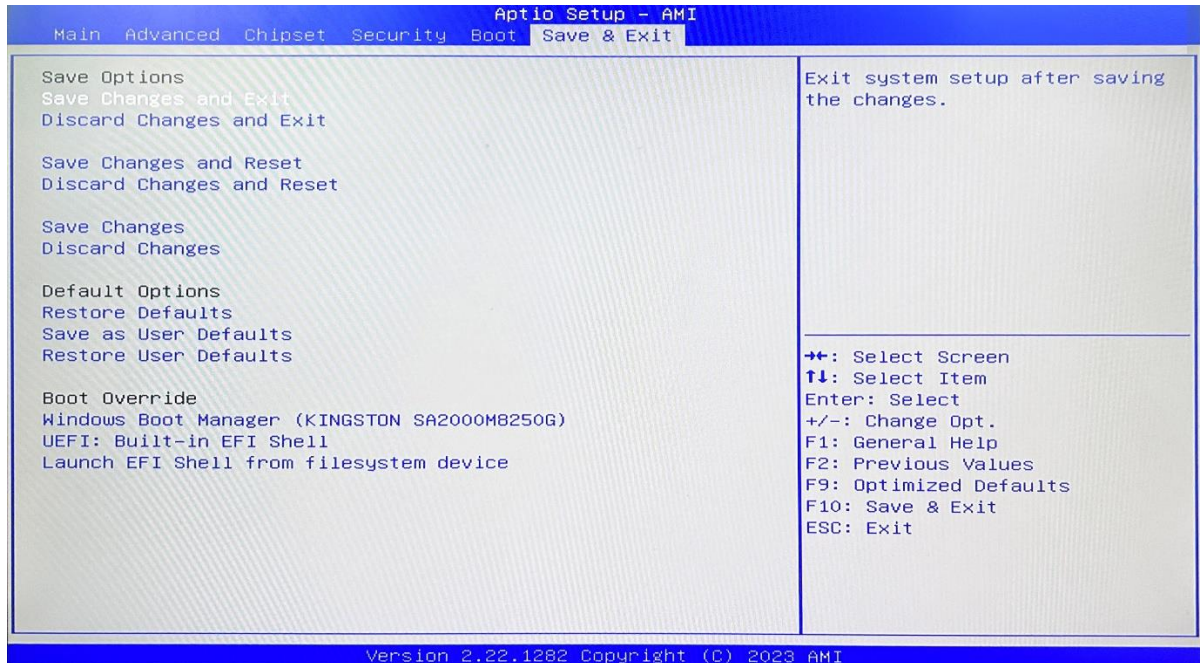 Aptio Setup – AMI
Main Advanced Chipset Security Boot Save & Exit
Save Options
Save Changes and Exit
Discard Changes and Exit
Save Changes and Reset
Discard Changes and Reset
Save Changes
Discard Changes
Default Options
Restore Defaults
Save as User Defaults
Restore User Defaults
Boot Override
Windows Boot Manager (KINGSTON SA2000M8250G)
UEFI: Built-in EFI Shell
Launch EFI Shell from filesystem device
Exit system setup after saving
the changes.
→←: Select Screen
↑↓: Select Item
Enter: Select
+/-: Change Opt.
F1: General Help
F2: Previous Values
F9: Optimized Defaults
F10: Save & Exit
ESC: Exit
Version 2.22.1282 Copyright (C) 2023 AMI